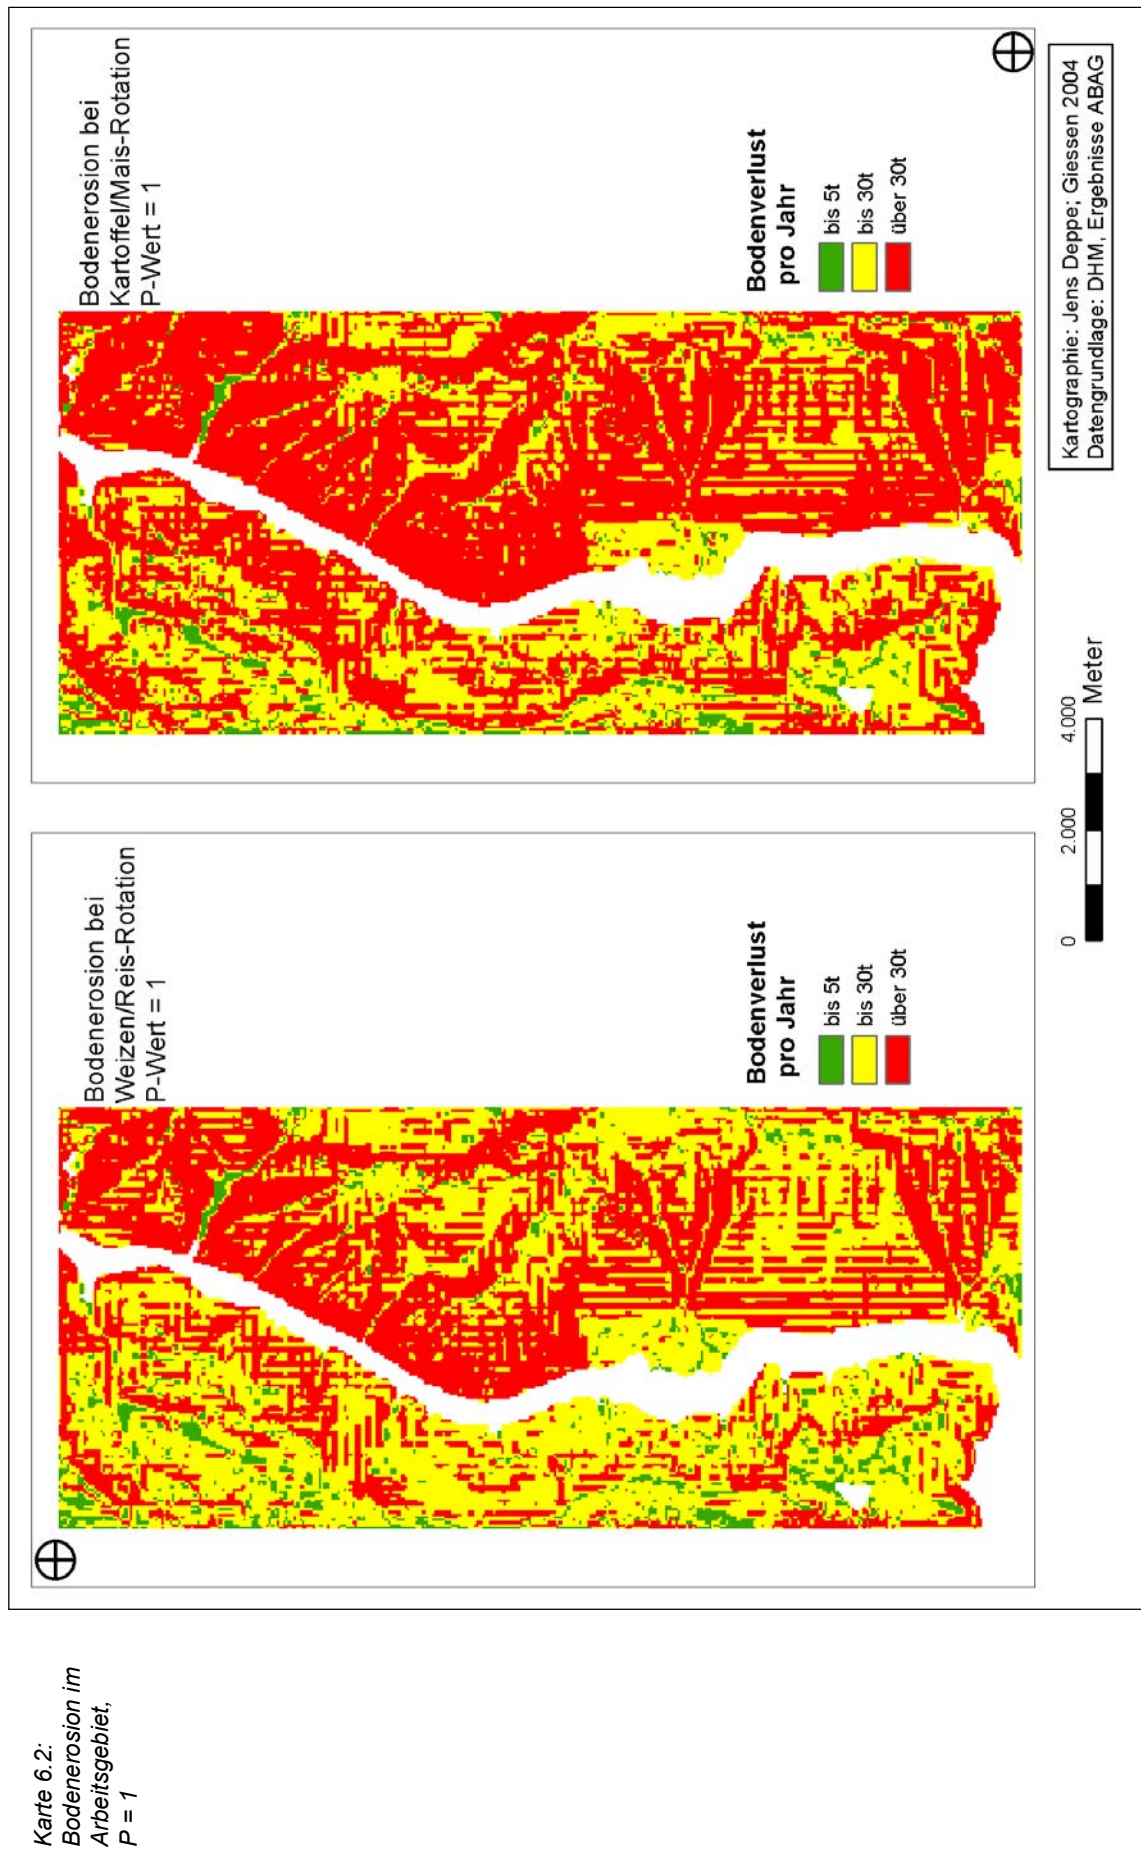 Karte 6.2:
Bodenerosion im
Arbeitsgebiet,
P = 1
Bodenerosion bei
Weizen/Reis-Rotation
P-Wert = 1
Bodenverlust
pro Jahr
bis 5t
bis 30t
über 30t
Bodenerosion bei
Kartoffel/Mais-Rotation
P-Wert = 1
Bodenverlust
pro Jahr
bis 5t
bis 30t
über 30t
0 2.000 4.000
Meter
Kartographie: Jens Deppe; Giessen 2004
Datengrundlage: DHM, Ergebnisse ABAG